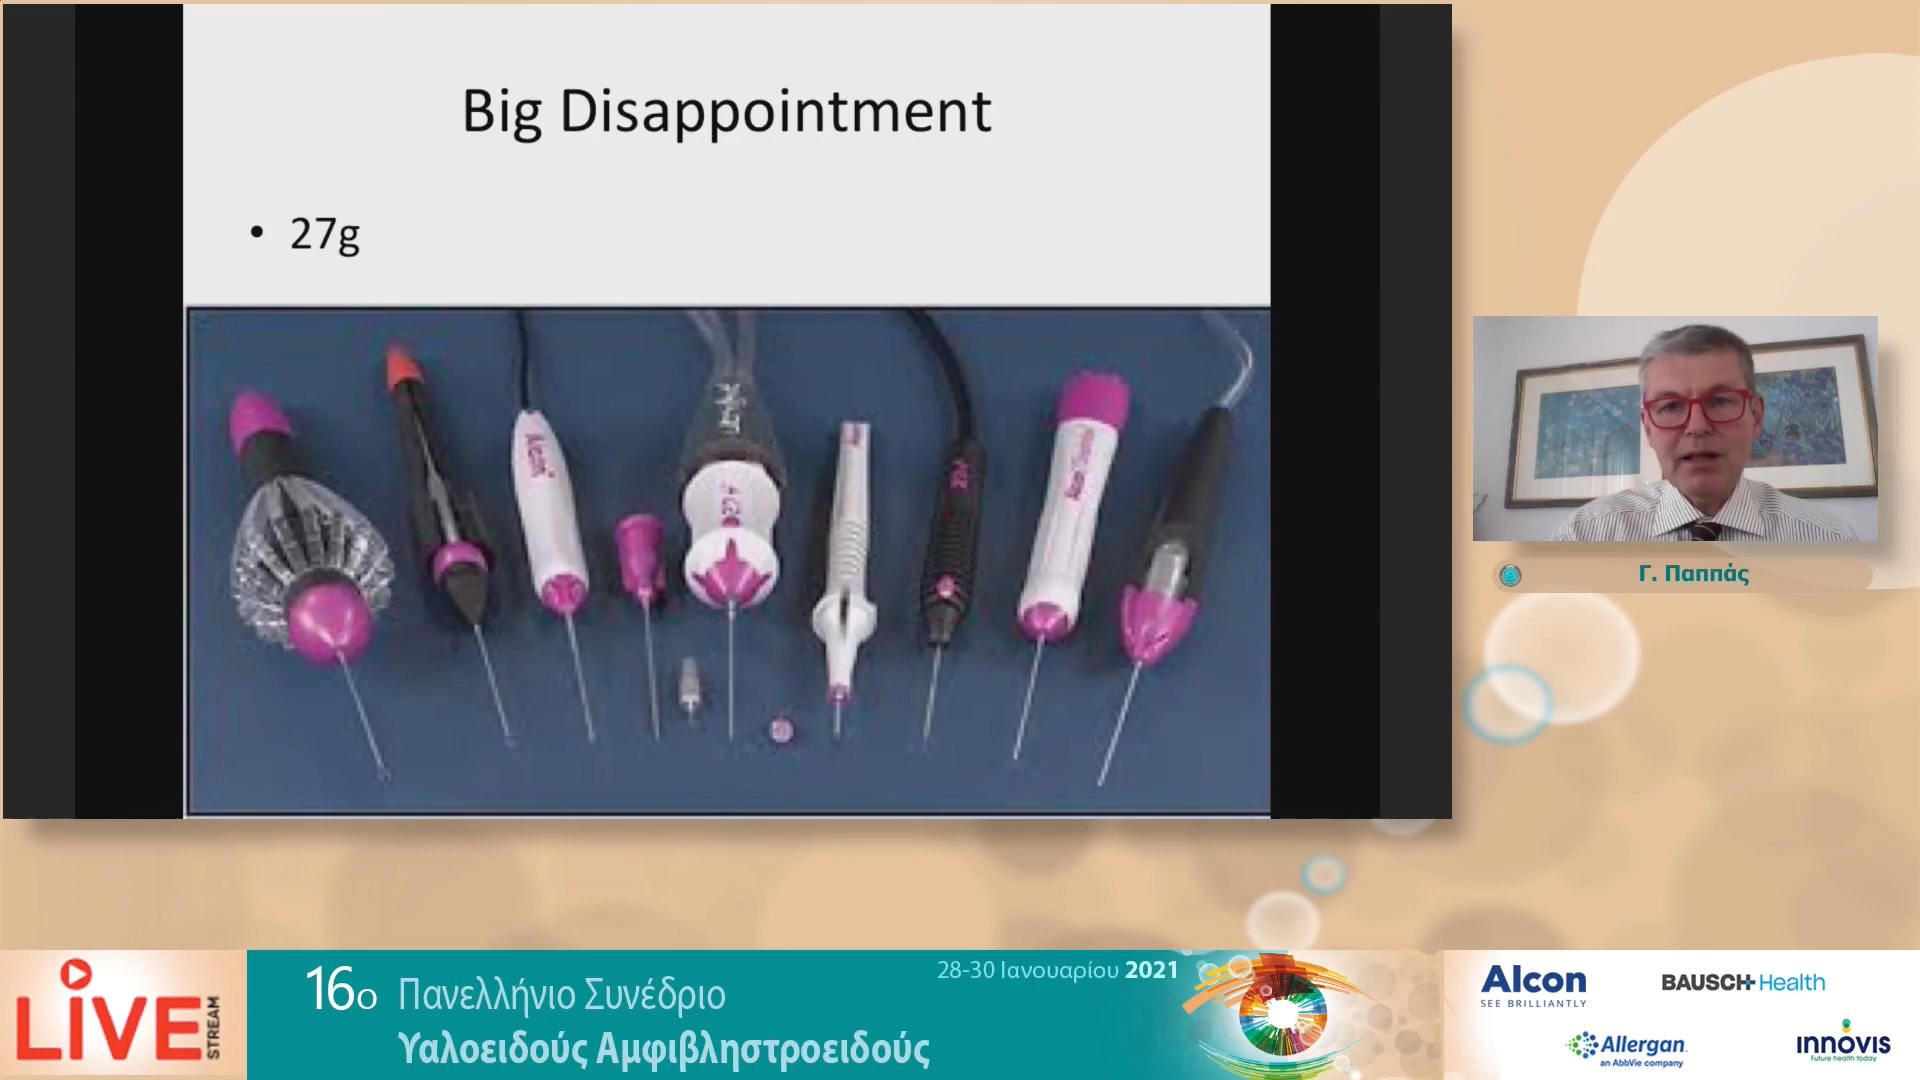 Big Disappointment
• 27g
Alcon
Γ. Παππάς
LiVE
STREAM
16ο Πανελλήνιο Συνέδριο
Υαλοειδούς Αμφιβληστροειδούς
28-30 Ιανουαρίου 2021
Alcon
SEE BRILLIANTLY
BAUSCH+Health
Allergan
an AbbVie company
innovis
Future health today